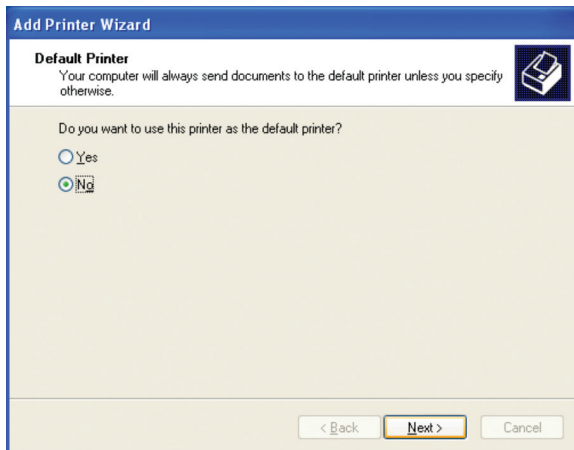 Add Printer Wizard
Default Printer
Your computer will always send documents to the default printer unless you specify
otherwise.
Do you want to use this printer as the default printer?
Yes
No
< Back
Next >
Cancel